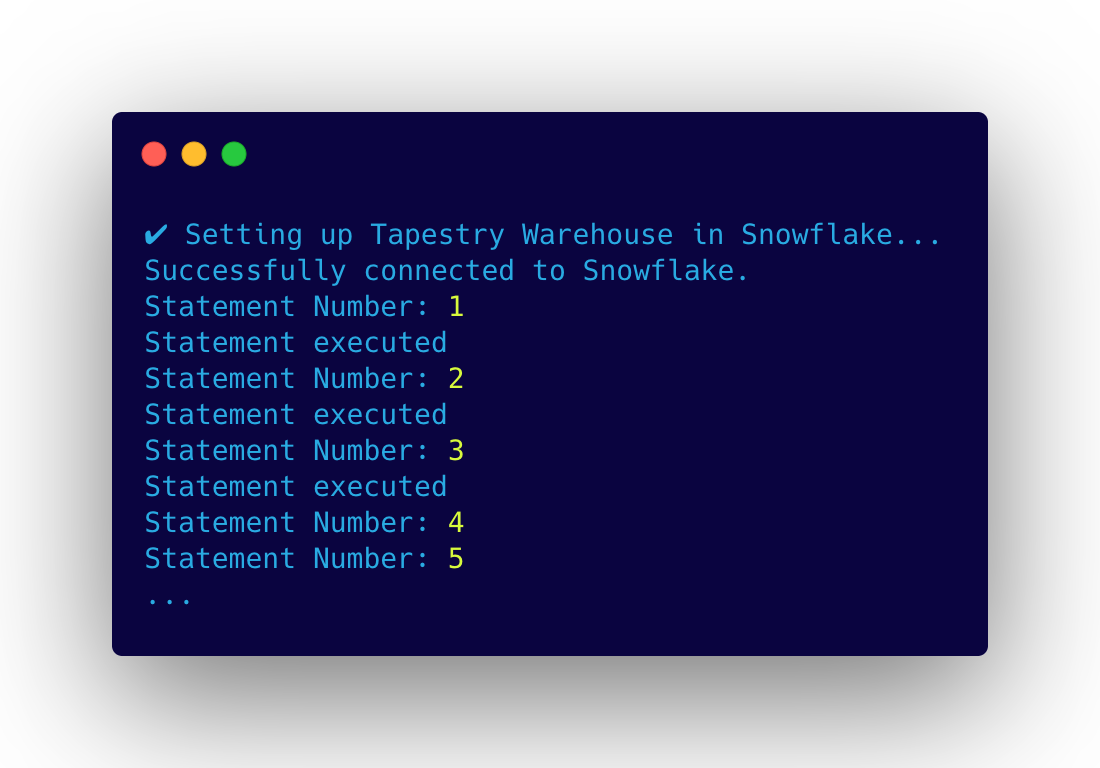 ✔ Setting up Tapestry Warehouse in Snowflake...
Successfully connected to Snowflake.
Statement Number: 1
Statement executed
Statement Number: 2
Statement executed
Statement Number: 3
Statement executed
Statement Number: 4
Statement Number: 5
...